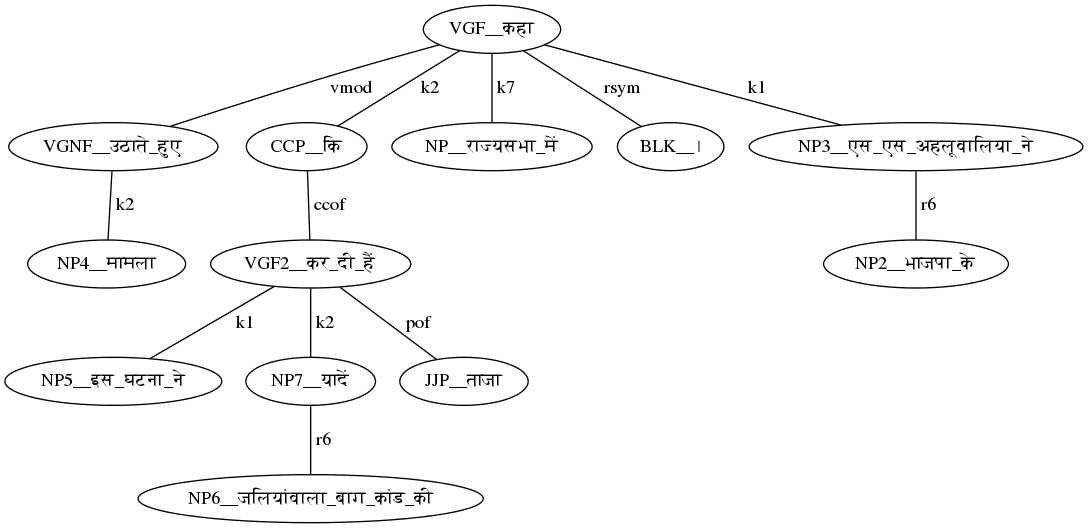 VGF__कहा
vmod k2 k7 rsym k1
VGNF__उठाते_हुए CCP__कि NP__राज्यसभा_में BLK__। NP3__एस_एस_अहलूवालिया_ने
k2 ccof r6
NP4__मामला VGF2__कर_दी_हैं NP2__भाजपा_के
k1 k2 pof
NP5__इस_घटना_ने NP7__यादें JJP__ताजा
r6
NP6__जलियांवाला_बाग_कांड_की